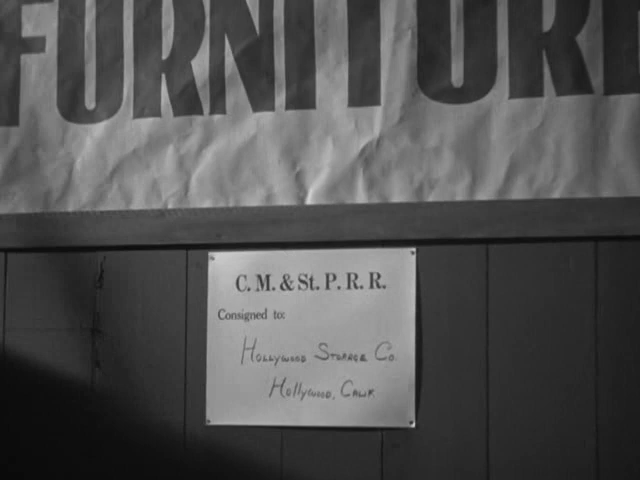 FURNITURE
C. M. & St. P. R. R.
Consigned to:
Hollywood Storage Co.
Hollywood, Calif.